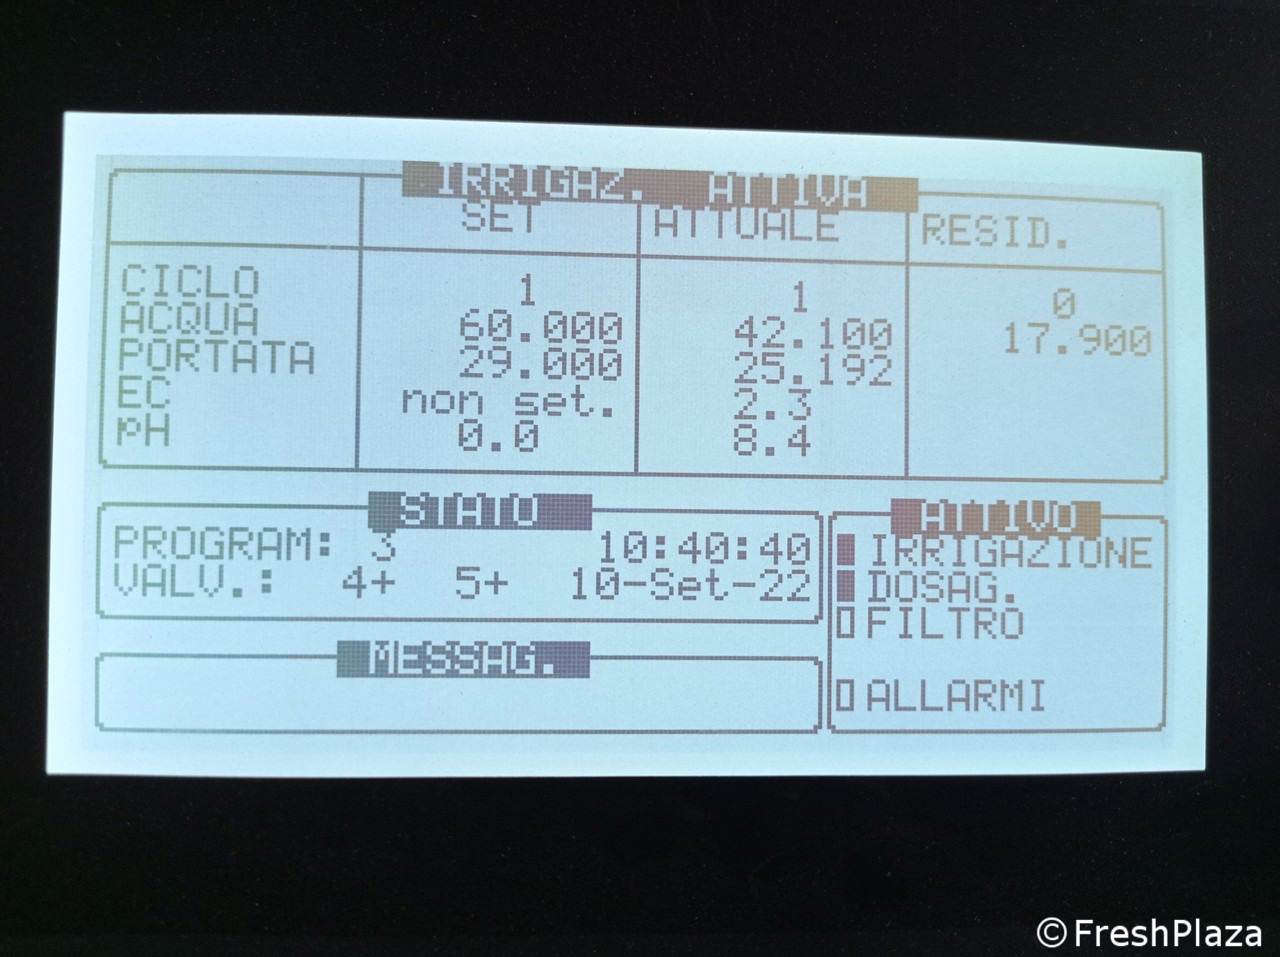 IRRIGAZ. ATTIVA
SET ATTUALE RESID.
CICLO 1 1 0
ACQUA 60.000 42.100 17.900
PORTATA 29.000 25.192
EC non set. 2.3
pH 0.0 8.4
STATO
PROGRAM: 3 10:40:40
VALV.: 4+ 5+ 10-Set-22
MESSAG.
ATTIVO
IRRIGAZIONE
DOSAG.
FILTRO
ALLARMI
©FreshPlaza